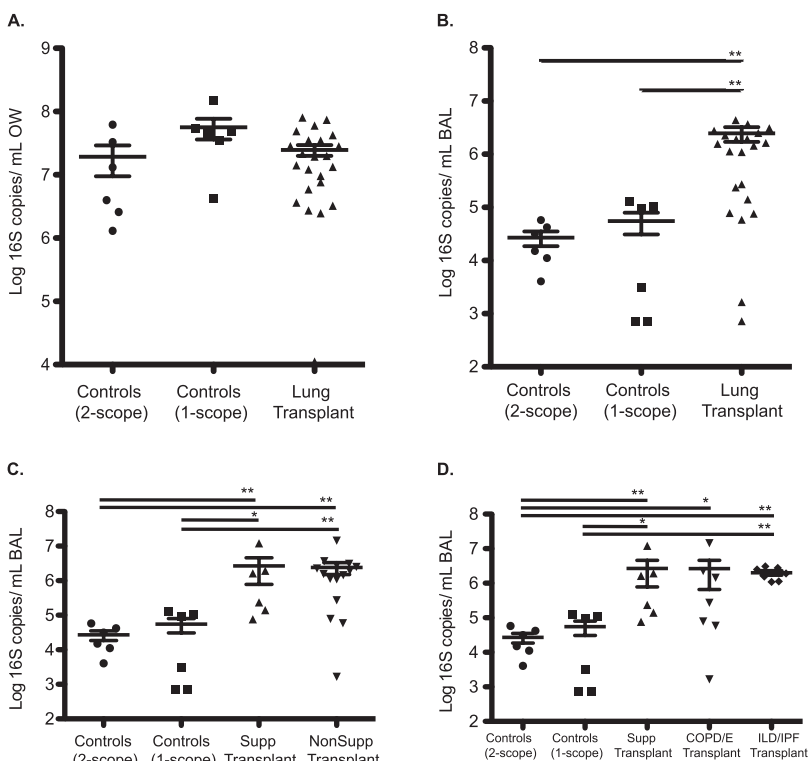 A.
9
8
7
6
5
4
Log 16S copies/ mL OW
Controls
(2-scope)
Controls
(1-scope)
Lung
Transplant
B.
8
7
6
5
4
3
2
Log 16S copies/ mL BAL
**
**
Controls
(2-scope)
Controls
(1-scope)
Lung
Transplant
C.
8
7
6
5
4
3
2
Log 16S copies/ mL BAL
**
**
*
**
Controls
(2-scope)
Controls
(1-scope)
Supp
Transplant
NonSupp
Transplant
D.
8
7
6
5
4
3
2
Log 16S copies/ mL BAL
**
*
**
*
**
Controls
(2-scope)
Controls
(1-scope)
Supp
Transplant
COPD/E
Transplant
ILD/IPF
Transplant